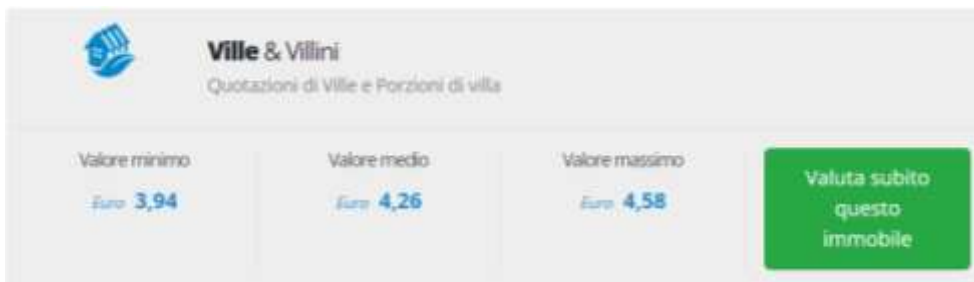 Ville & Villini
Quotazioni di Ville e Porzioni di villa
Valore minimo
Valore medio
Valore massimo
Euro 3,94
Euro 4,26
Euro 4,58
Valuta subito
questo
immobile